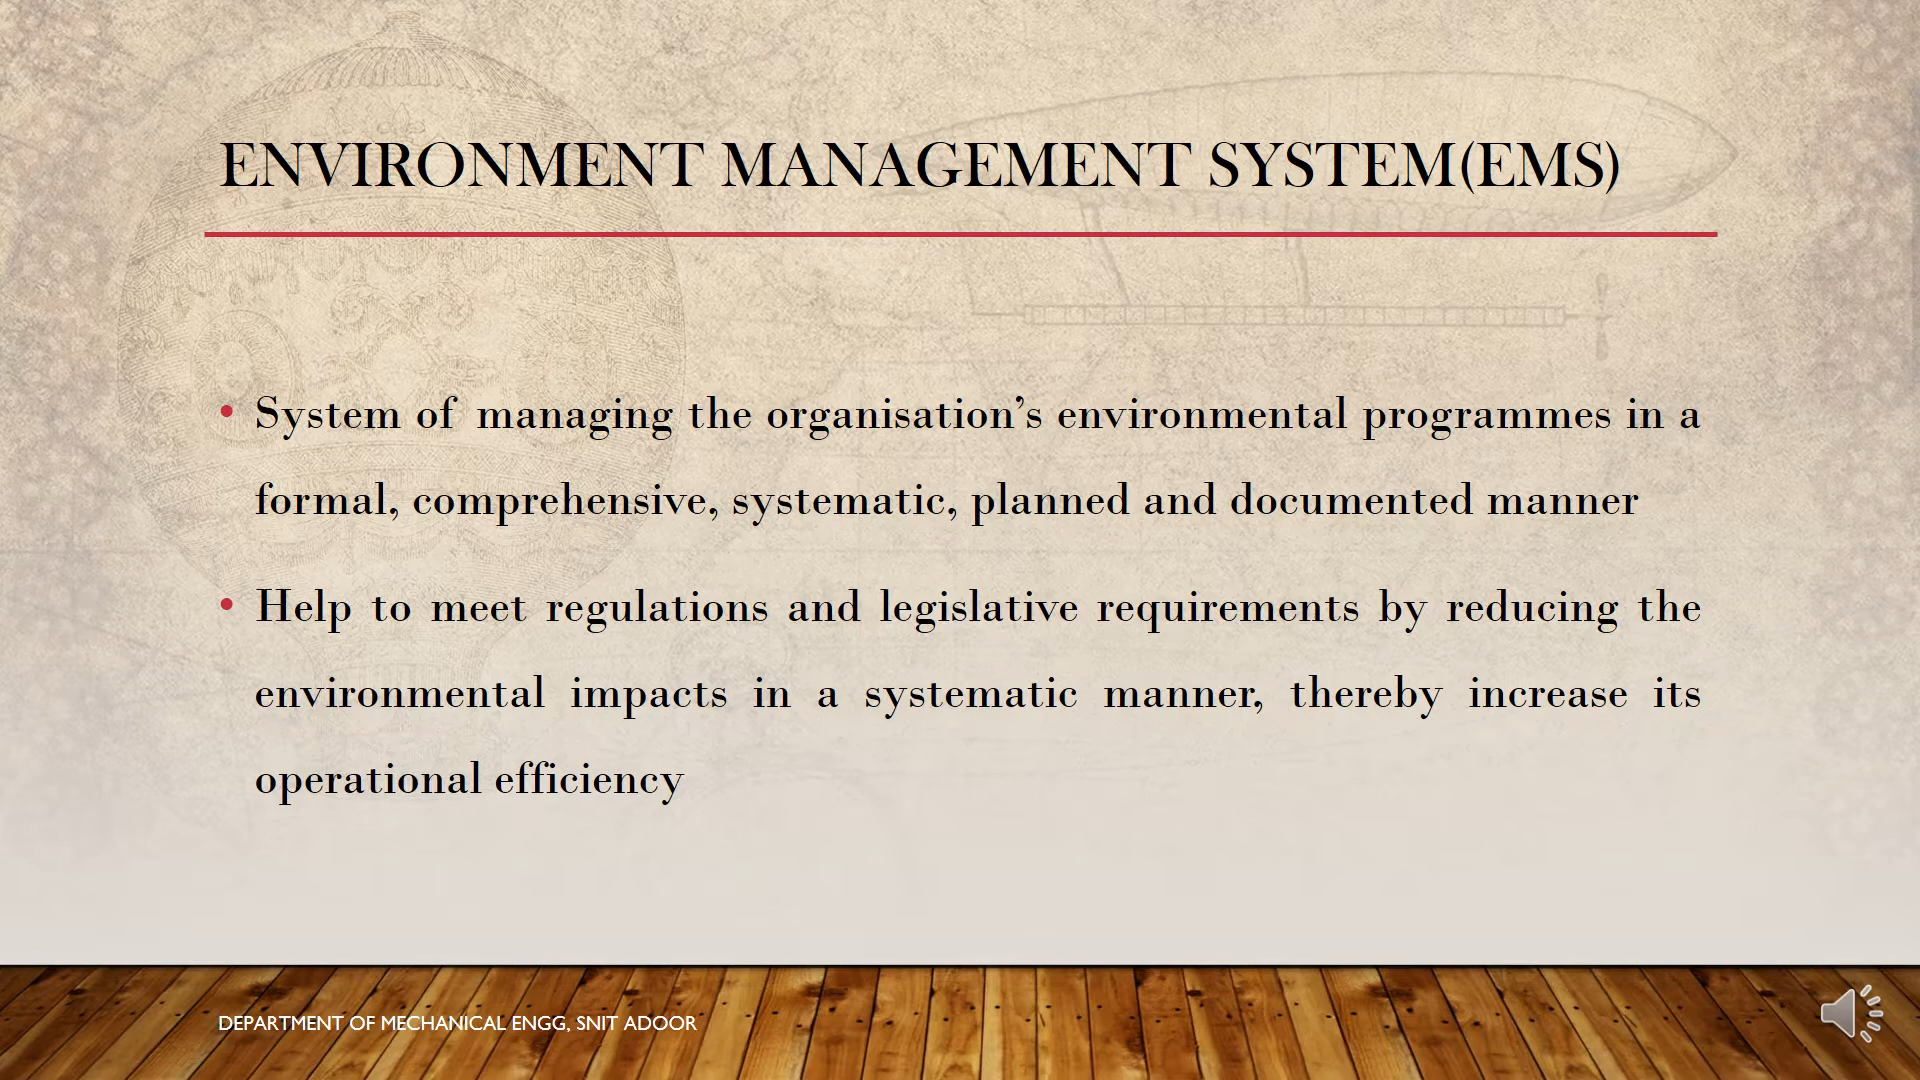 ENVIRONMENT MANAGEMENT SYSTEM(EMS)
• System of managing the organisation’s environmental programmes in a
formal, comprehensive, systematic, planned and documented manner
• Help to meet regulations and legislative requirements by reducing the
environmental impacts in a systematic manner, thereby increase its
operational efficiency
DEPARTMENT OF MECHANICAL ENGG, SNIT ADOOR